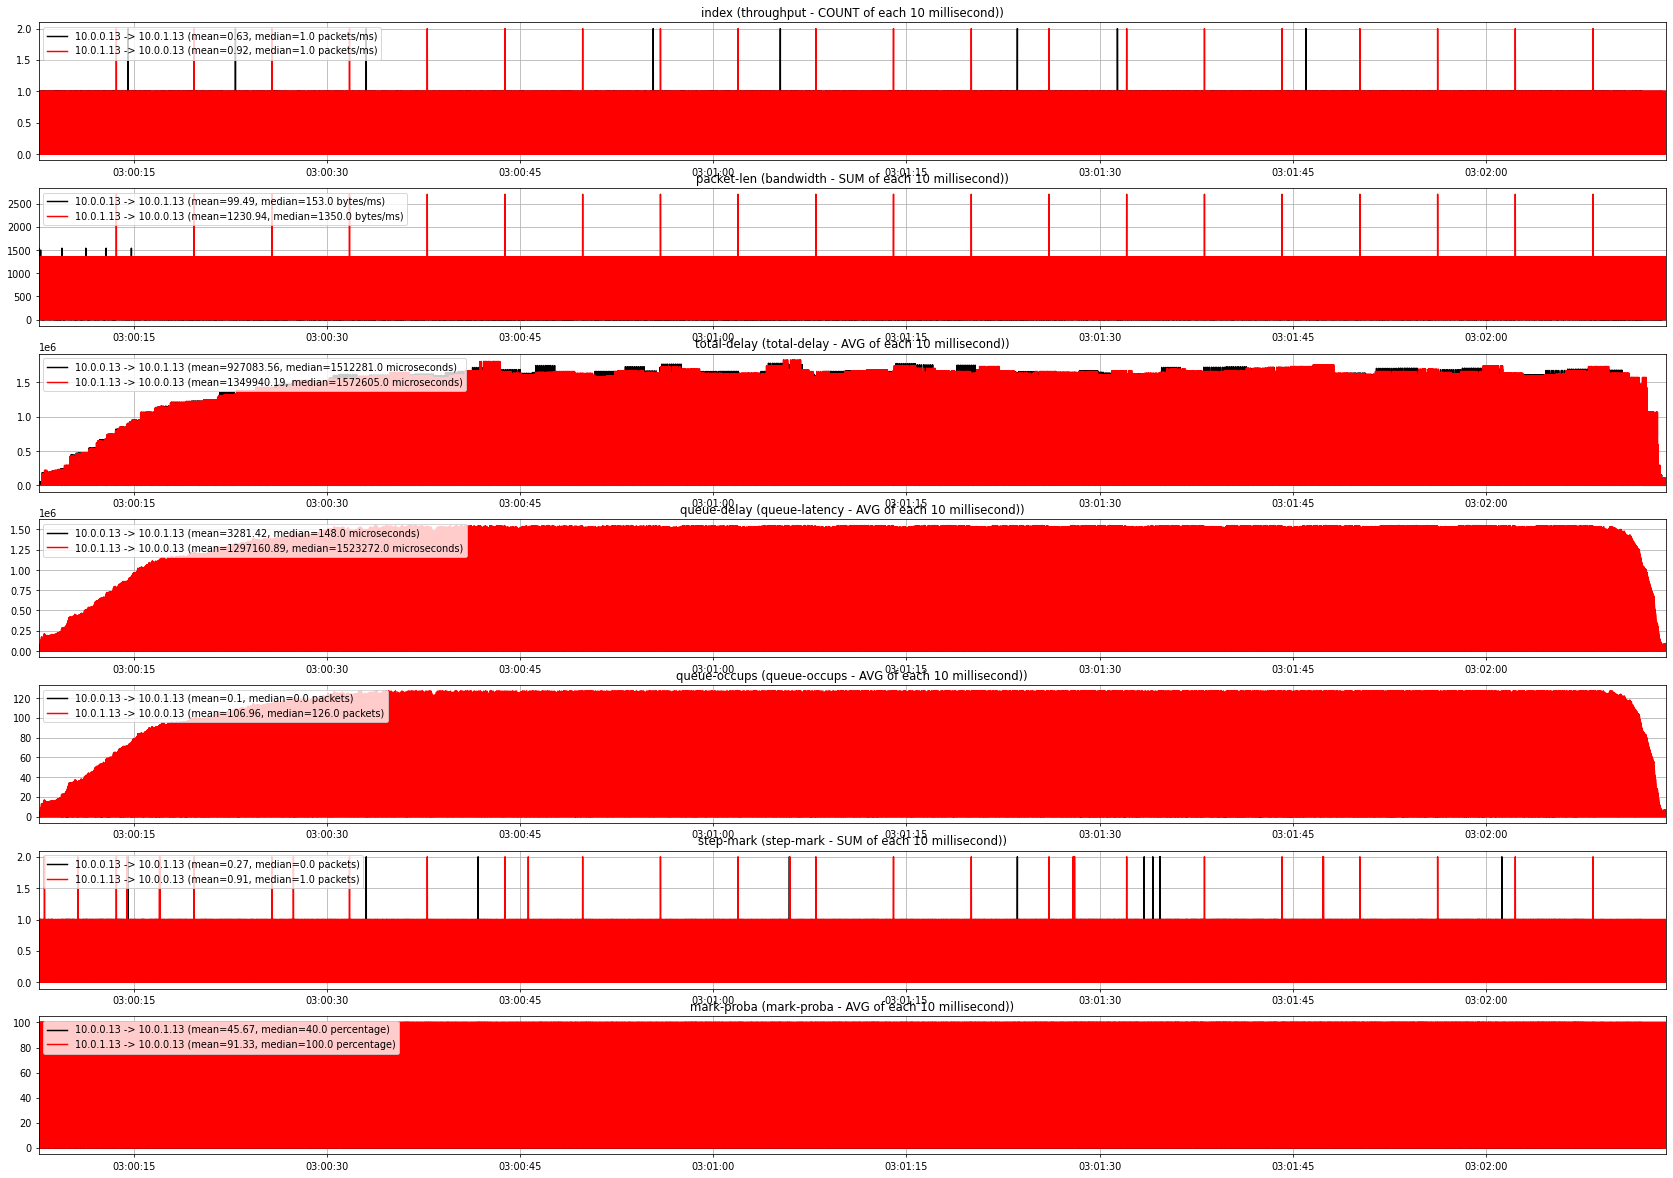 index (throughput - COUNT of each 10 millisecond))
2.0
1.5
1.0
0.5
0.0
10.0.0.13 -> 10.0.1.13 (mean=0.63, median=1.0 packets/ms)
10.0.1.13 -> 10.0.0.13 (mean=0.92, median=1.0 packets/ms)
03:00:15 03:00:30 03:00:45 03:01:00 03:01:15 03:01:30 03:01:45 03:02:00
packet-len (bandwidth - SUM of each 10 millisecond))
2500
2000
1500
1000
500
0
10.0.0.13 -> 10.0.1.13 (mean=99.49, median=153.0 bytes/ms)
10.0.1.13 -> 10.0.0.13 (mean=1230.94, median=1350.0 bytes/ms)
03:00:15 03:00:30 03:00:45 03:01:00 03:01:15 03:01:30 03:01:45 03:02:00
total-delay (total-delay - AVG of each 10 millisecond))
1e6
1.5
1.0
0.5
0.0
10.0.0.13 -> 10.0.1.13 (mean=927083.56, median=1512281.0 microseconds)
10.0.1.13 -> 10.0.0.13 (mean=1349940.19, median=1572605.0 microseconds)
03:00:15 03:00:30 03:00:45 03:01:00 03:01:15 03:01:30 03:01:45 03:02:00
queue-delay (queue-latency - AVG of each 10 millisecond))
1e6
1.50
1.25
1.00
0.75
0.50
0.25
0.00
10.0.0.13 -> 10.0.1.13 (mean=3281.42, median=148.0 microseconds)
10.0.1.13 -> 10.0.0.13 (mean=1297160.89, median=1523272.0 microseconds)
03:00:15 03:00:30 03:00:45 03:01:00 03:01:15 03:01:30 03:01:45 03:02:00
queue-occups (queue-occups - AVG of each 10 millisecond))
120
100
80
60
40
20
0
10.0.0.13 -> 10.0.1.13 (mean=0.1, median=0.0 packets)
10.0.1.13 -> 10.0.0.13 (mean=106.96, median=126.0 packets)
03:00:15 03:00:30 03:00:45 03:01:00 03:01:15 03:01:30 03:01:45 03:02:00
step-mark (step-mark - SUM of each 10 millisecond))
2.0
1.5
1.0
0.5
0.0
10.0.0.13 -> 10.0.1.13 (mean=0.27, median=0.0 packets)
10.0.1.13 -> 10.0.0.13 (mean=0.91, median=1.0 packets)
03:00:15 03:00:30 03:00:45 03:01:00 03:01:15 03:01:30 03:01:45 03:02:00
mark-proba (mark-proba - AVG of each 10 millisecond))
100
80
60
40
20
0
10.0.0.13 -> 10.0.1.13 (mean=45.67, median=40.0 percentage)
10.0.1.13 -> 10.0.0.13 (mean=91.33, median=100.0 percentage)
03:00:15 03:00:30 03:00:45 03:01:00 03:01:15 03:01:30 03:01:45 03:02:00